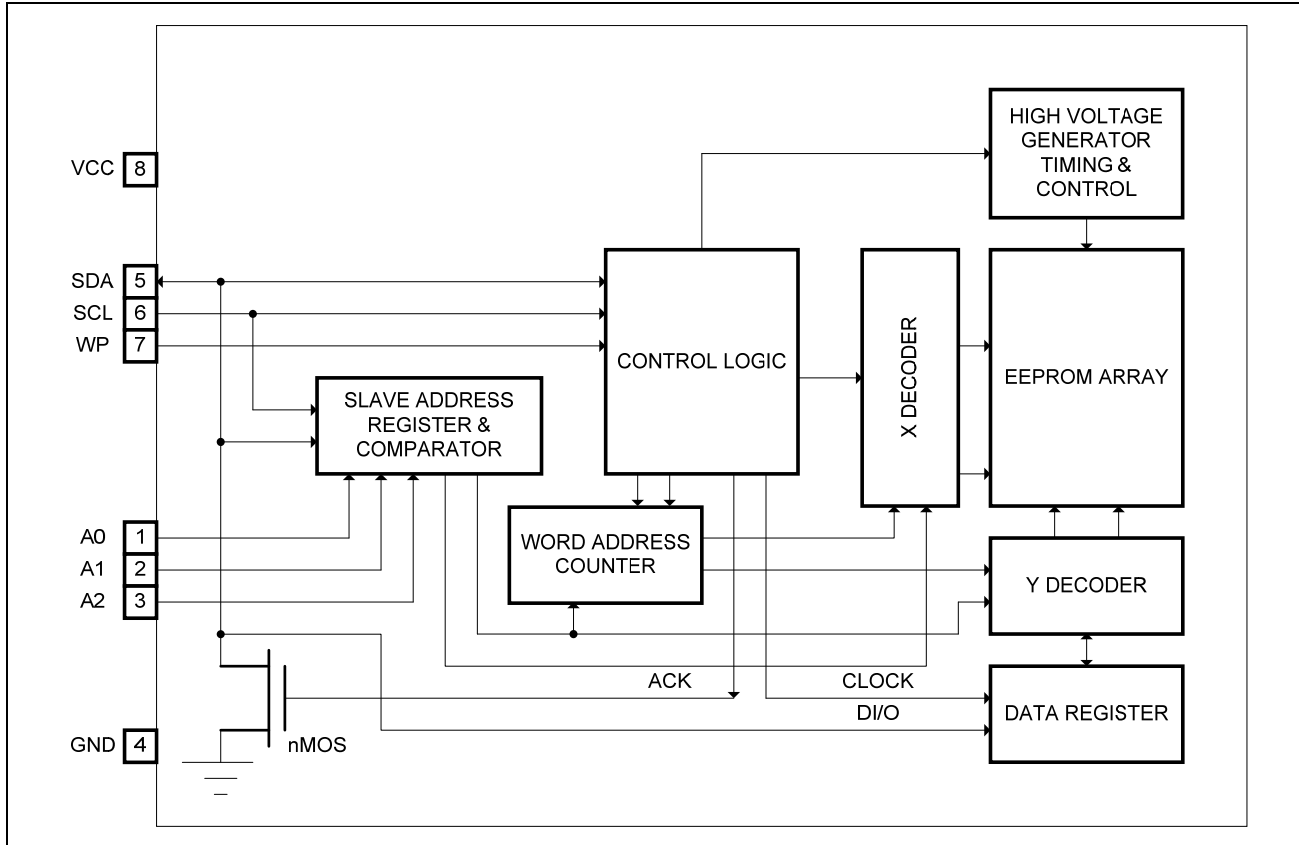 HIGH VOLTAGE
GENERATOR
TIMING &
CONTROL
VCC 8
SDA 5
SCL 6
WP 7
CONTROL LOGIC
X DECODER
EEPROM ARRAY
SLAVE ADDRESS
REGISTER &
COMPARATOR
A0 1
A1 2
A2 3
WORD ADDRESS
COUNTER
Y DECODER
ACK
CLOCK
DI/O
DATA REGISTER
GND 4
nMOS